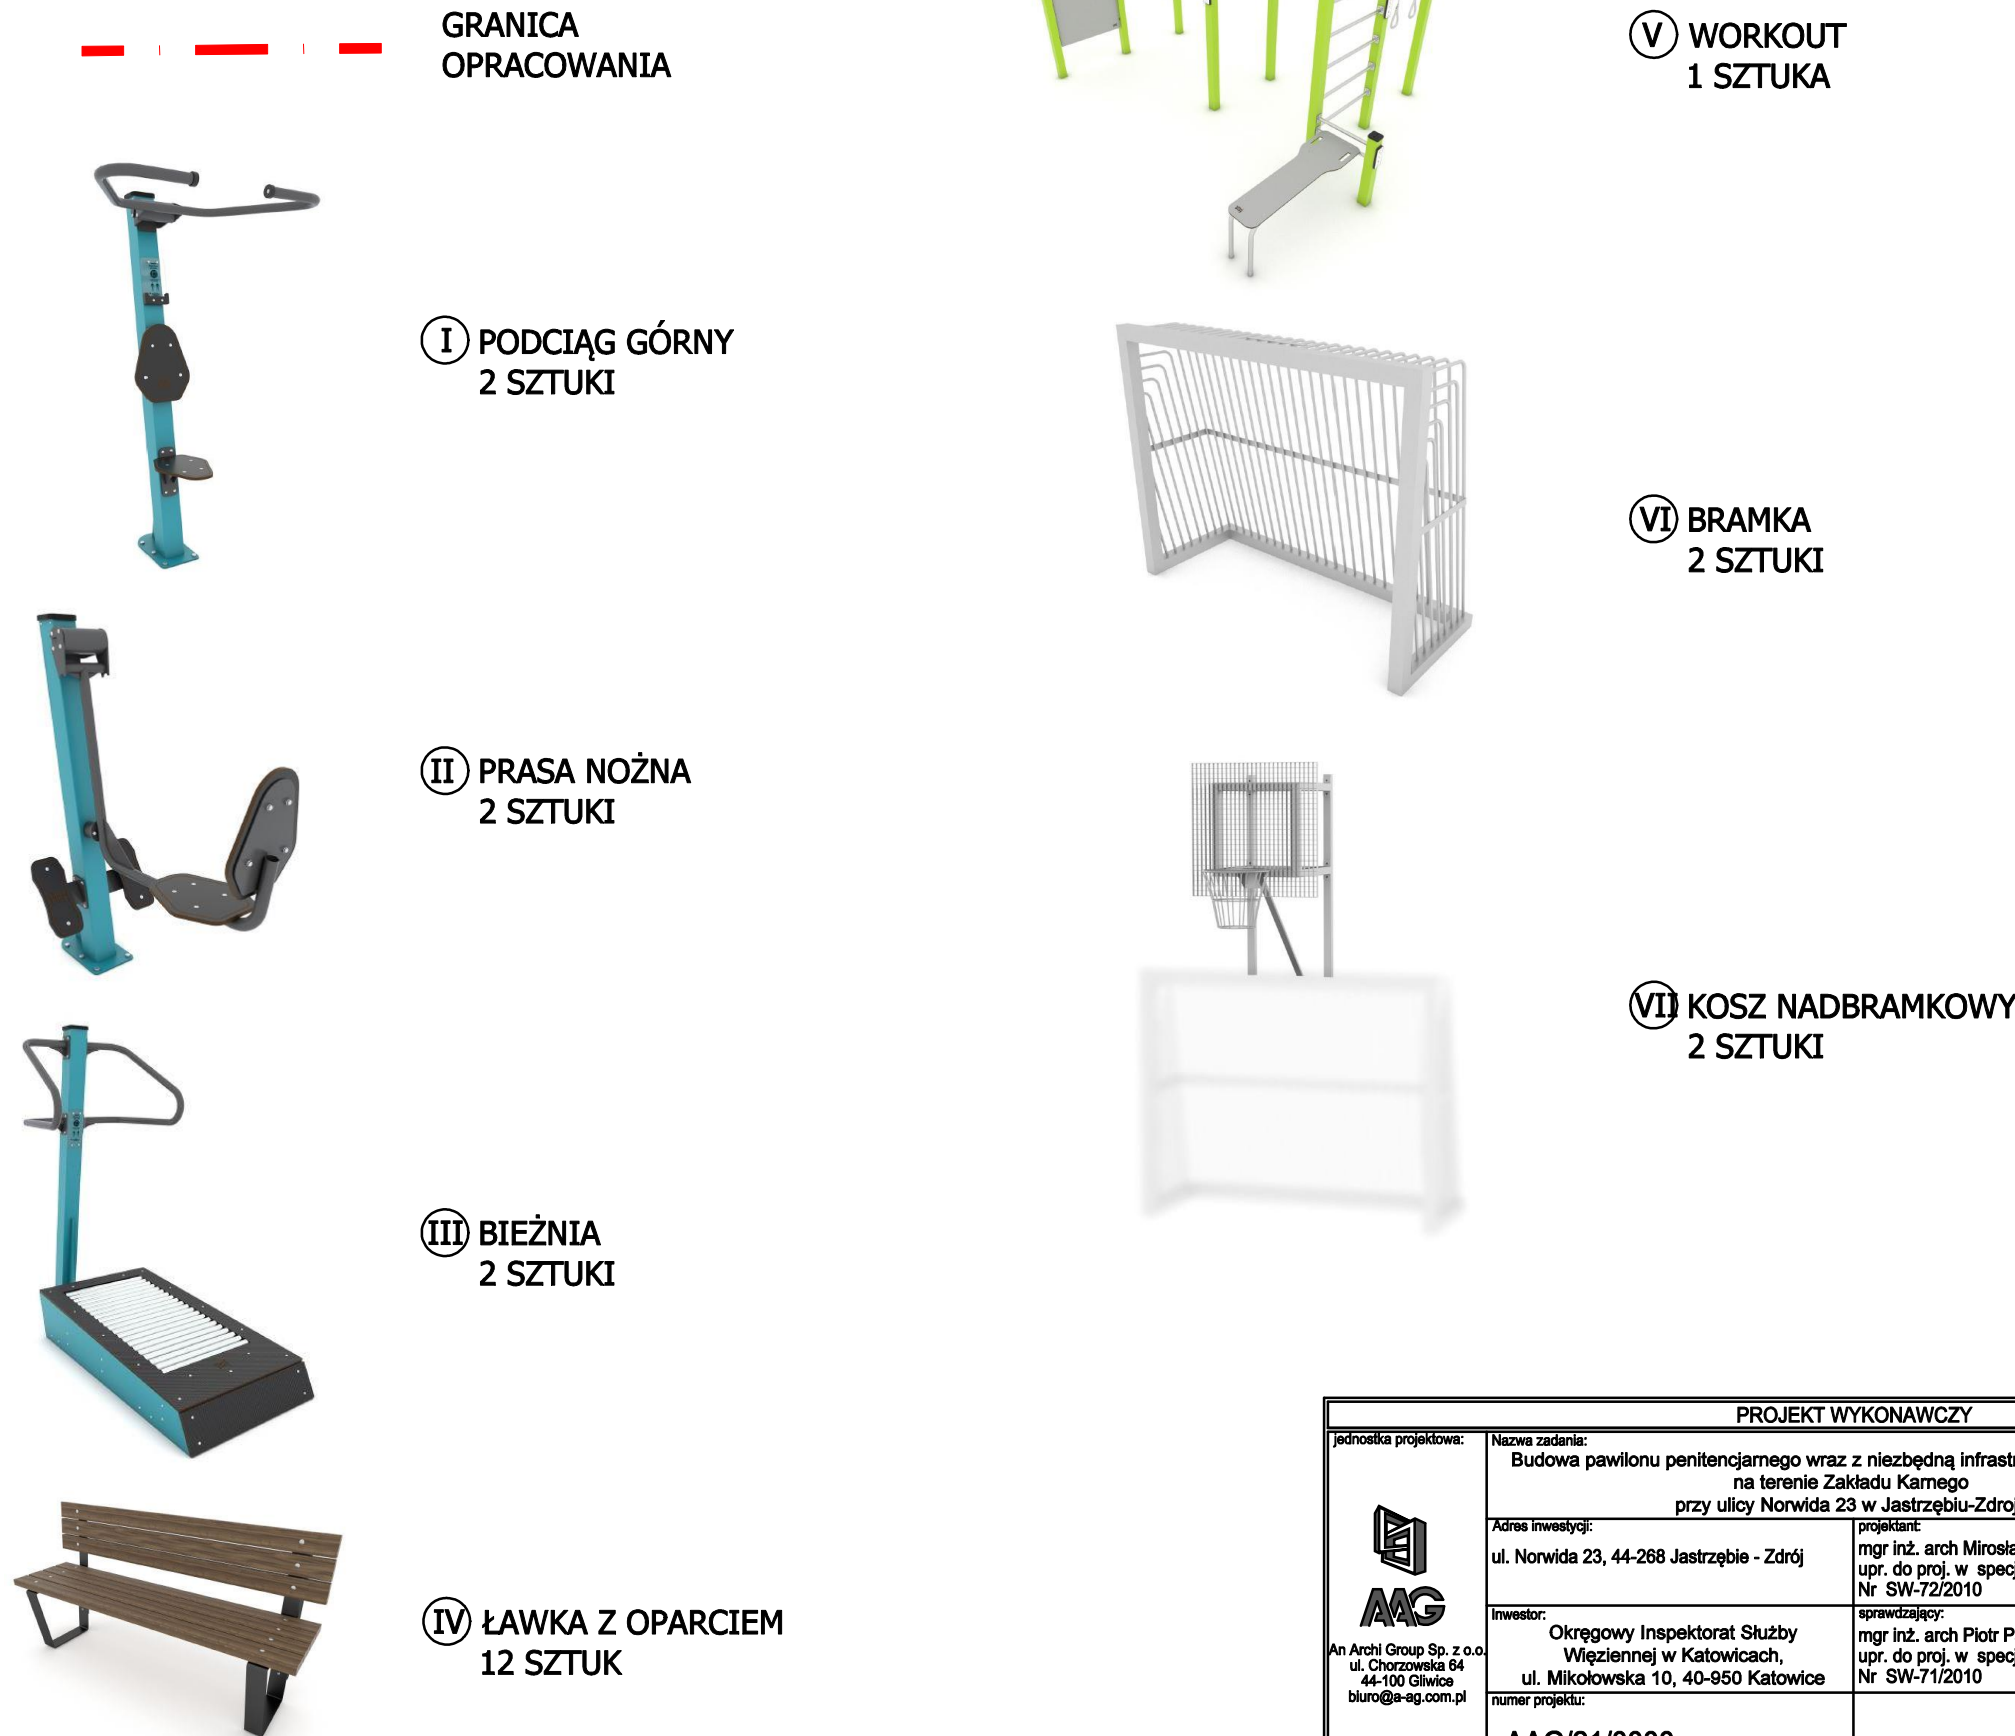 GRANICA
OPRACOWANIA
I PODCIĄG GÓRNY
2 SZTUKI
II PRASA NOŻNA
2 SZTUKI
III BIEŻNIA
2 SZTUKI
IV ŁAWKA Z OPARCIEM
12 SZTUK
V WORKOUT
1 SZTUKA
VI BRAMKA
2 SZTUKI
VII KOSZ NADBRAMKOWY
2 SZTUKI
PROJEKT WYKONAWCZY
jednostka projektowa:
AAG
An Archi Group Sp. z o.o.
ul. Chorzowska 64
44-100 Gliwice
biuro@a-ag.com.pl
Nazwa zadania:
Budowa pawilonu penitencjarnego wraz z niezbędną
na terenie Zakładu Karnego
przy ulicy Norwida 23 w Jastrzębiu-Zdroj
Adres inwestycji:
ul. Norwida 23, 44-268 Jastrzębie - Zdrój
projektant:
mgr inż. arch
upr. do proj. w
Nr SW-72/2010
Inwestor:
Okręgowy Inspektorat Służby
Więziennej w Katowicach,
ul. Mikołowska 10, 40-950 Katowice
sprawdzający:
mgr inż. arch Piotr P
upr. do proj. w
Nr SW-71/2010
numer projektu: